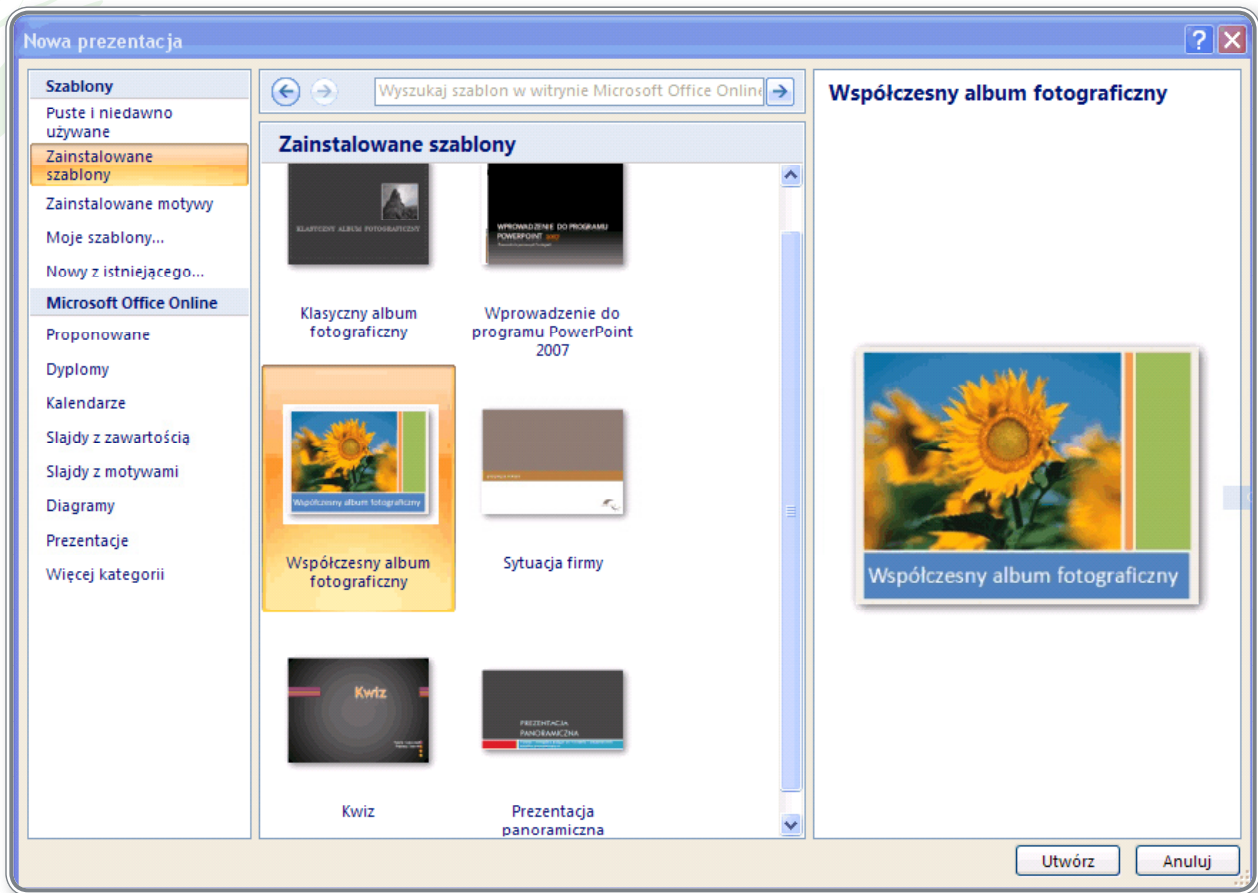 Nowa prezentacja
Szablony
Puste i niedawno
używane
Zainstalowane
szablony
Zainstalowane motywy
Moje szablony...
Nowy z istniejącego...
Microsoft Office Online
Proponowane
Dyplomy
Kalendarze
Slajdy z zawartością
Slajdy z motywami
Diagramy
Prezentacje
Więcej kategorii
Wyszukaj szablon w witrynie Microsoft Office Online
Zainstalowane szablony
KLASYCZNY ALBUM FOTOGRAFICZNY
WPROWADZENIE DO PROGRAMU
POWERPOINT 2007
Klasyczny album
fotograficzny
Wprowadzenie do
programu PowerPoint
2007
Współczesny album fotograficzny
Współczesny album
fotograficzny
Sytuacja firmy
Kwiz
PREZENTACJA
PANORAMICZNA
Kwiz
Prezentacja
panoramiczna
Współczesny album fotograficzny
Współczesny album fotograficzny
Utwórz
Anuluj